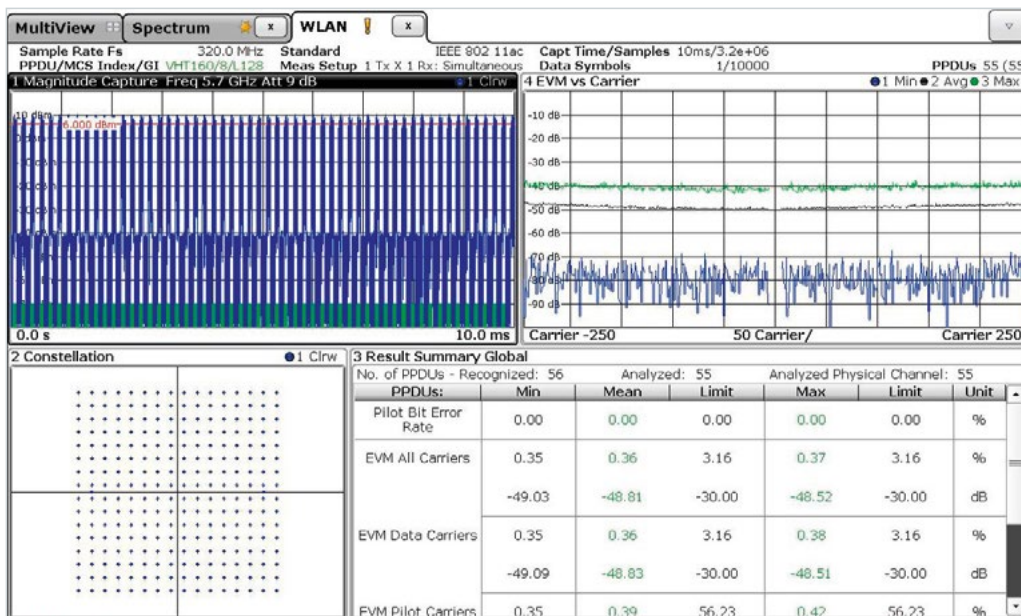 MultiView Spectrum x WLAN ! x
Sample Rate Fs 320.0 MHz Standard IEEE 802 11ac Capt Time/Samples 10ms/3.2e+06
PPDU/MCS Index/GI VHT160/8/L128 Meas Setup 1 Tx X 1 Rx: Simultaneous Data Symbols 1/10000 PPDUs 55 (55
1 Magnitude Capture Freq 5.7 GHz Att 9 dB 1 Clrw
10 dBm
6.000 dBm
0.0 s 10.0 ms
4 EVM vs Carrier 1 Min 2 Avg 3 Max
-10 dB
-20 dB
-30 dB
-40 dB
-50 dB
-60 dB
-70 dB
-80 dB
-90 dB
Carrier -250 50 Carrier/ Carrier 250
2 Constellation 1 Clrw
3 Result Summary Global
No. of PPDUs - Recognized: 56 Analyzed: 55 Analyzed Physical Channel: 55
PPDUs: Min Mean Limit Max Limit Unit
Pilot Bit Error
Rate 0.00 0.00 0.00 0.00 0.00 %
EVM All Carriers 0.35 0.36 3.16 0.37 3.16 %
-49.03 -48.81 -30.00 -48.52 -30.00 dB
EVM Data Carriers 0.35 0.36 3.16 0.38 3.16 %
-49.09 -48.83 -30.00 -48.51 -30.00 dB
EVM Pilot Carriers 0.35 0.39 56.23 0.42 56.23 %